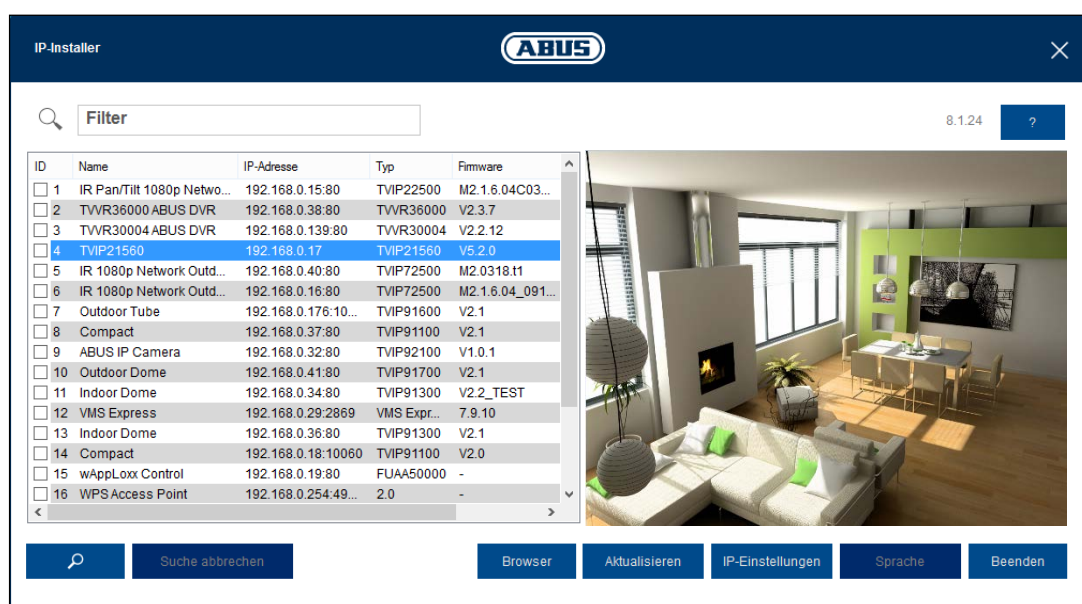 IP-Installer
ABUS
Filter
8.1.24
?
ID Name IP-Adresse Typ Firmware
1 IR Pan/Tilt 1080p Netwo... 192.168.0.15:80 TVIP22500 M2.1.6.04C03...
2 TVVR36000 ABUS DVR 192.168.0.38:80 TVVR36000 V2.3.7
3 TVVR30004 ABUS DVR 192.168.0.139:80 TVVR30004 V2.2.12
4 TVIP21560 192.168.0.17 TVIP21560 V5.2.0
5 IR 1080p Network Outd... 192.168.0.40:80 TVIP72500 M2.0318.t1
6 IR 1080p Network Outd... 192.168.0.16:80 TVIP72500 M2.1.6.04_091...
7 Outdoor Tube 192.168.0.176:10... TVIP91600 V2.1
8 Compact 192.168.0.37:80 TVIP91100 V2.1
9 ABUS IP Camera 192.168.0.32:80 TVIP92100 V1.0.1
10 Outdoor Dome 192.168.0.41:80 TVIP91700 V2.1
11 Indoor Dome 192.168.0.34:80 TVIP91300 V2.2_TEST
12 VMS Express 192.168.0.29:2869 VMS Expr... 7.9.10
13 Indoor Dome 192.168.0.36:80 TVIP91300 V2.1
14 Compact 192.168.0.18:10060 TVIP91100 V2.0
15 wAppLoxx Control 192.168.0.19:80 FUAA50000 -
16 WPS Access Point 192.168.0.254:49... 2.0 -
Suche abbrechen
Browser
Aktualisieren
IP-Einstellungen
Sprache
Beenden